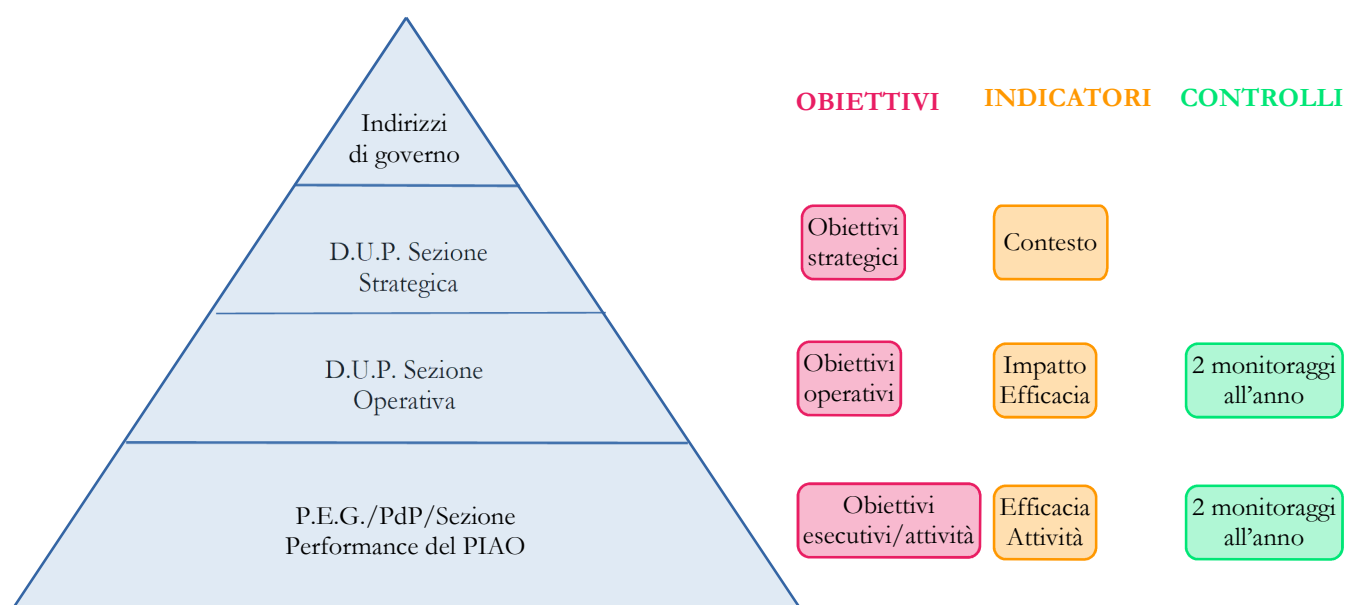 OBIETTIVI INDICATORI CONTROLLI
Indirizzi
di governo
D.U.P. Sezione
Strategica
Obiettivi
strategici
Contesto
D.U.P. Sezione
Operativa
Obiettivi
operativi
Impatto
Efficacia
2 monitoraggi
all’anno
P.E.G./PdP/Sezione
Performance del PIAO
Obiettivi
esecutivi/attività
Efficacia
Attività
2 monitoraggi
all’anno